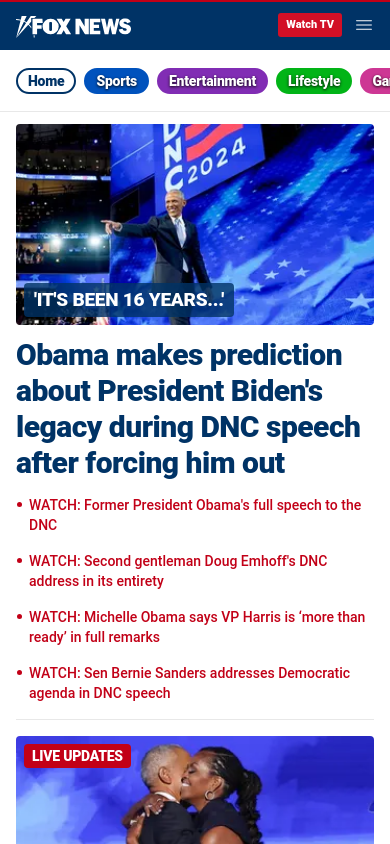 FOX NEWS
Watch TV
Home
Sports
Entertainment
Lifestyle
DNC
2024
'IT'S BEEN 16 YEARS...'
Obama makes prediction
about President Biden's
legacy during DNC speech
after forcing him out
• WATCH: Former President Obama's full speech to the
DNC
• WATCH: Second gentleman Doug Emhoff's DNC
address in its entirety
• WATCH: Michelle Obama says VP Harris is ‘more than
ready’ in full remarks
• WATCH: Sen Bernie Sanders addresses Democratic
agenda in DNC speech
LIVE UPDATES